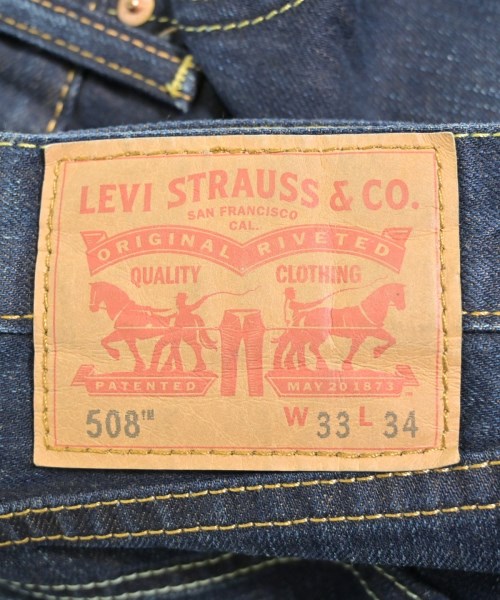 LEVI STRAUSS & CO.
SAN FRANCISCO
CAL.
ORIGINAL RIVETED
QUALITY CLOTHING
PATENTED MAY 20 1873
508™ W 33 L 34